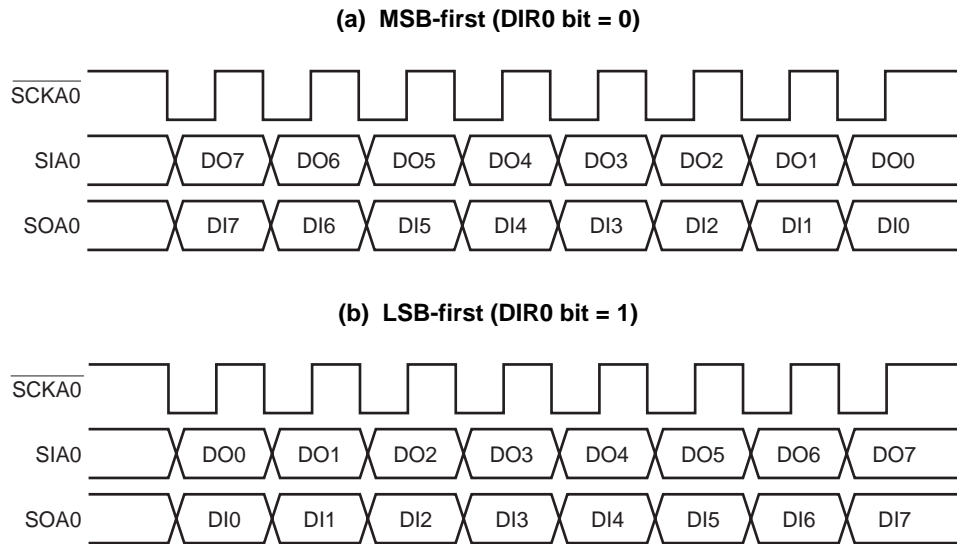 (a) MSB-first (DIR0 bit = 0)
SCKA0
SIA0 DO7 DO6 DO5 DO4 DO3 DO2 DO1 DO0
SOA0 DI7 DI6 DI5 DI4 DI3 DI2 DI1 DI0
(b) LSB-first (DIR0 bit = 1)
SCKA0
SIA0 DO0 DO1 DO2 DO3 DO4 DO5 DO6 DO7
SOA0 DI0 DI1 DI2 DI3 DI4 DI5 DI6 DI7